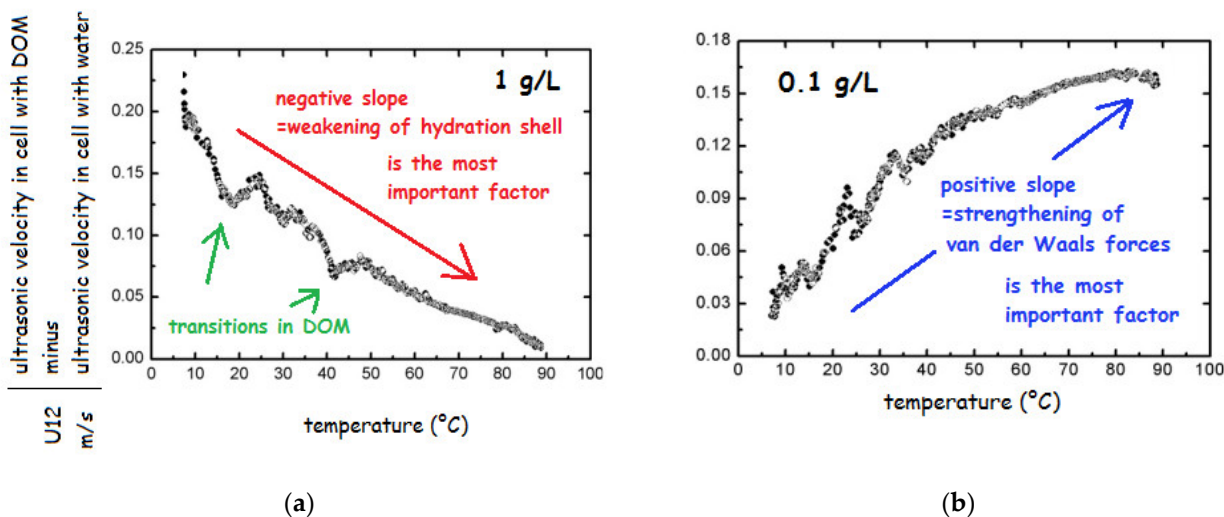 ultrasonic velocity in cell with DOM
minus
ultrasonic velocity in cell with water
U12
m/s
0.25
0.20
0.15
0.10
0.05
0.00
1 g/L
negative slope
=weakening of hydration shell
is the most
important factor
transitions in DOM
0 10 20 30 40 50 60 70 80 90 100
temperature (°C)
(a)
(b)
0.18
0.15
0.12
0.09
0.06
0.03
0.00
0.1 g/L
positive slope
=strengthening of
van der Waals forces
is the most
important factor
0 10 20 30 40 50 60 70 80 90 100
temperature (°C)
(b)